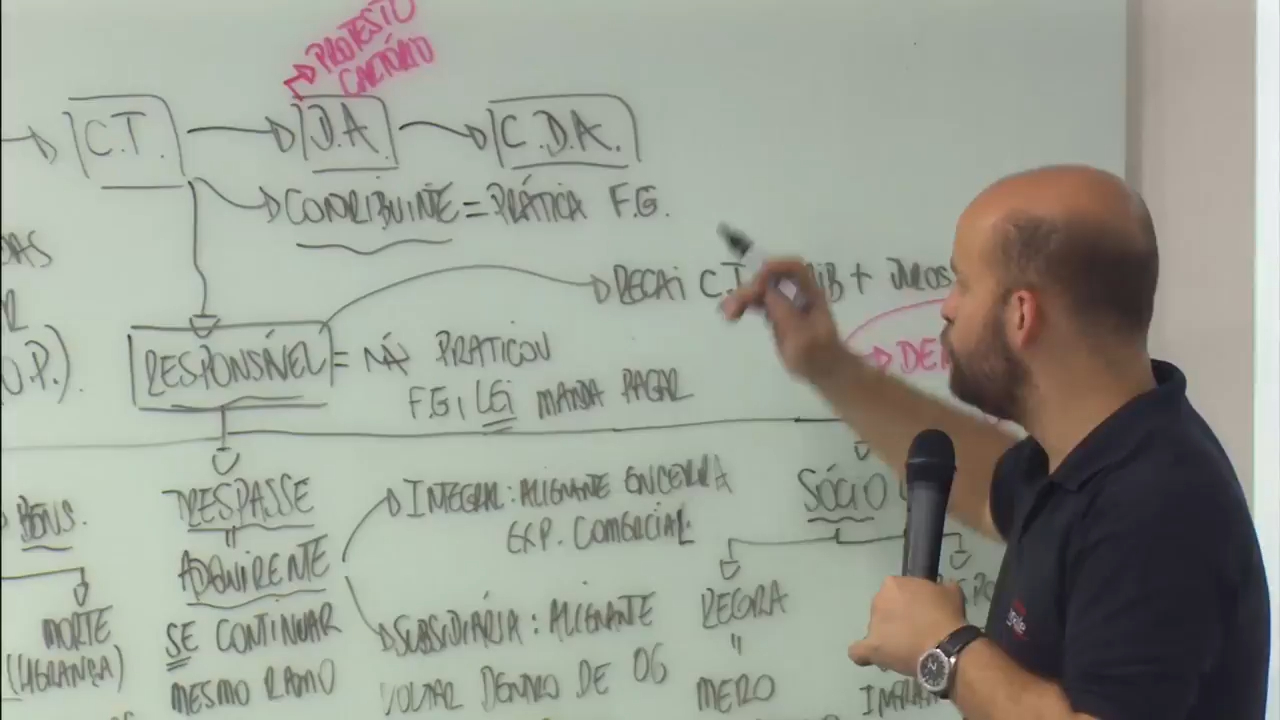 PROTESTO
CARTÓRIO
C.T.
D.A.
C.D.A.
CONTRIBUINTE = PRÁTICA F.G.
RECAI C.T. + JUROS
RESPONSÁVEL = NÃO PRATICOU
F.G., LEI MANDA PAGAR
BENS.
MORTE
(HERANÇA)
TRESPASSE
"
ADQUIRENTE
SE CONTINUAR
MESMO RAMO
INTEGRAL: ALIENANTE ENCERRA
EXP. COMERCIAL.
SUBSIDIÁRIA: ALIENANTE
VOLTAR DENTRO DE 06
SÓCIO
REGRA
"
MERO